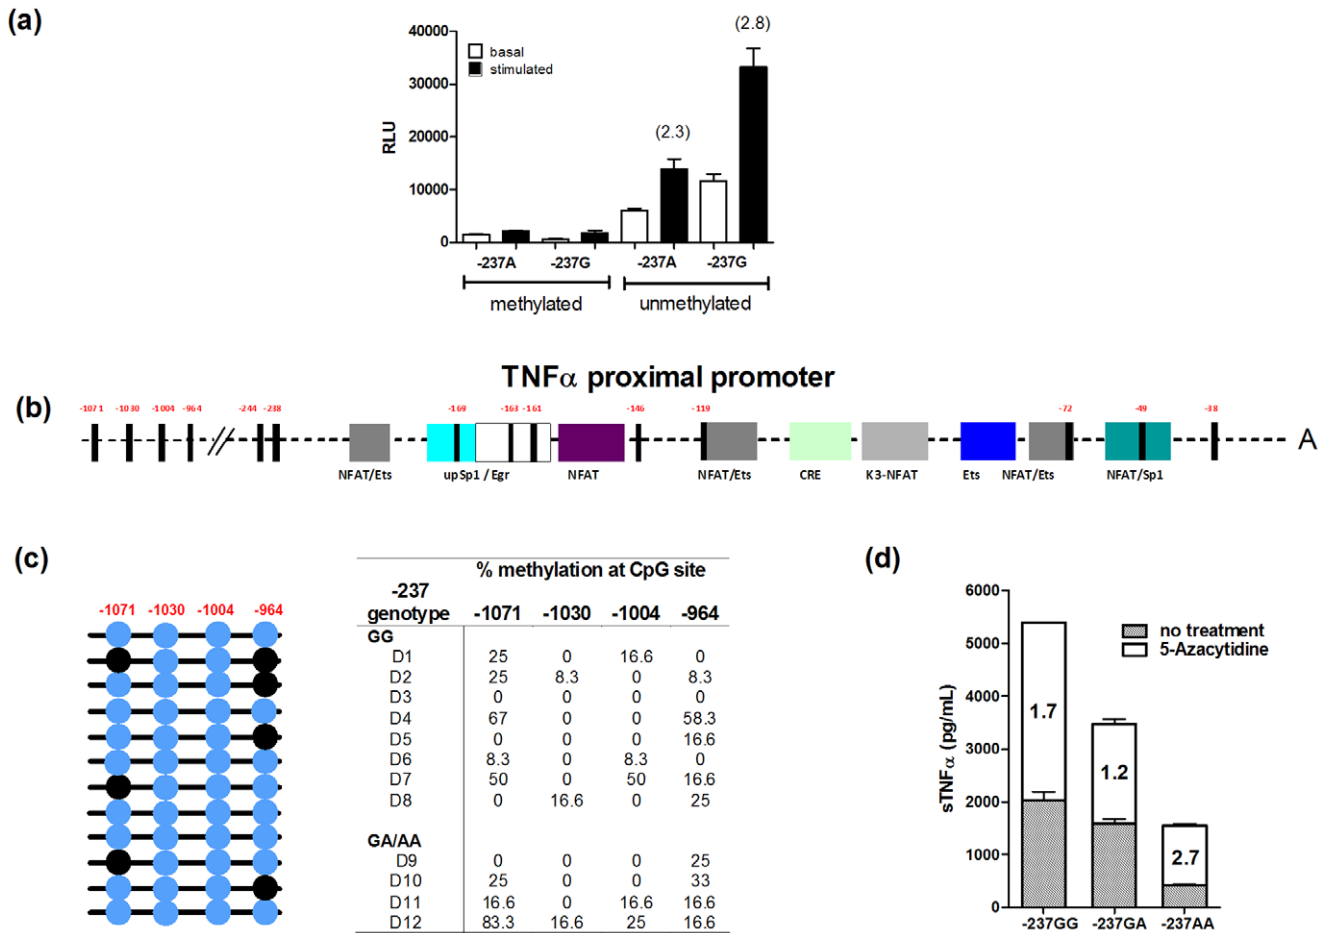 (a)
(2.8)
40000
basal
stimulated
30000
RLU
(2.3)
20000
10000
0
-237A -237G -237A -237G
methylated unmethylated
TNFα proximal promoter
(b)
-1071 -1030 -1004 -964 -244 -238 -169 -163 -161 -146 -119 -72 -49 -38
A
NFAT/Ets upSp1 / Egr NFAT NFAT/Ets CRE K3-NFAT Ets NFAT/Ets NFAT/Sp1
(c)
-1071 -1030 -1004 -964
% methylation at CpG site
-237
genotype -1071 -1030 -1004 -964
GG
D1 25 0 16.6 0
D2 25 8.3 0 8.3
D3 0 0 0 0
D4 67 0 0 58.3
D5 0 0 0 16.6
D6 8.3 0 8.3 0
D7 50 0 50 16.6
D8 0 16.6 0 25
GA/AA
D9 0 0 0 25
D10 25 0 0 33
D11 16.6 0 16.6 16.6
D12 83.3 16.6 25 16.6
(d)
6000
no treatment
5-Azacytidine
5000
4000
1.7
sTNFα (pg/mL)
3000
1.2
2000
1000
2.7
0
-237GG -237GA -237AA